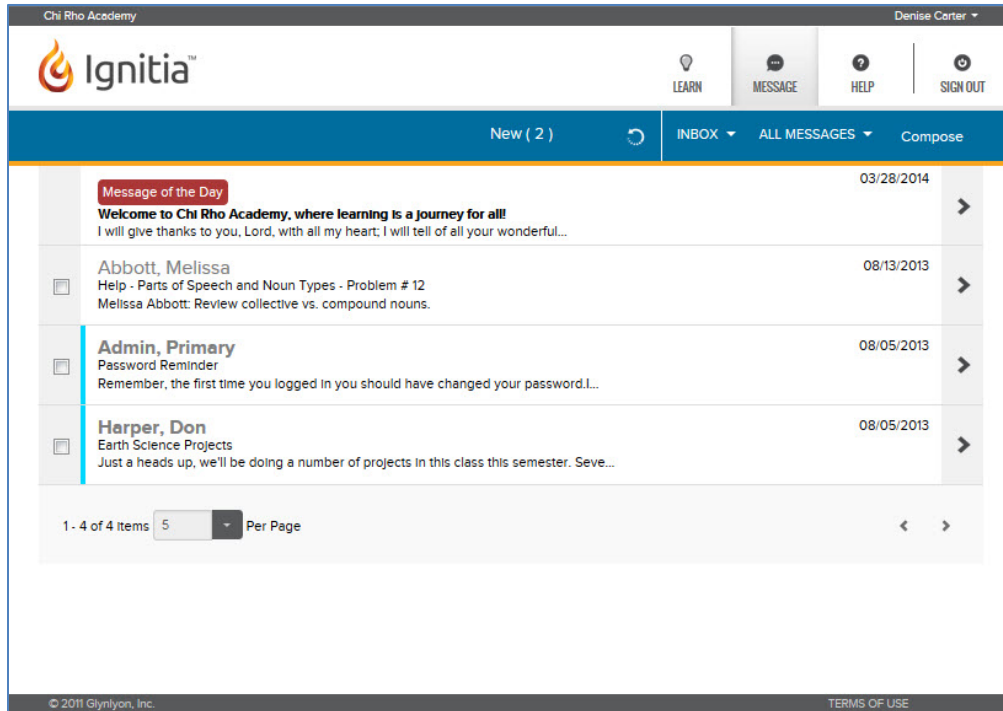 Chi Rho Academy Denise Carter
Ignitia™
LEARN MESSAGE HELP SIGN OUT
New ( 2 ) INBOX ALL MESSAGES Compose
Message of the Day 03/28/2014
Welcome to Chi Rho Academy, where learning is a journey for all!
I will give thanks to you, Lord, with all my heart; I will tell of all your wonderful...
Abbott, Melissa 08/13/2013
Help - Parts of Speech and Noun Types - Problem # 12
Melissa Abbott: Review collective vs. compound nouns.
Admin, Primary 08/05/2013
Password Reminder
Remember, the first time you logged in you should have changed your password.I...
Harper, Don 08/05/2013
Earth Science Projects
Just a heads up, we'll be doing a number of projects in this class this semester. Seve...
1 - 4 of 4 items 5 Per Page
© 2011 Glynlyon, Inc. TERMS OF USE